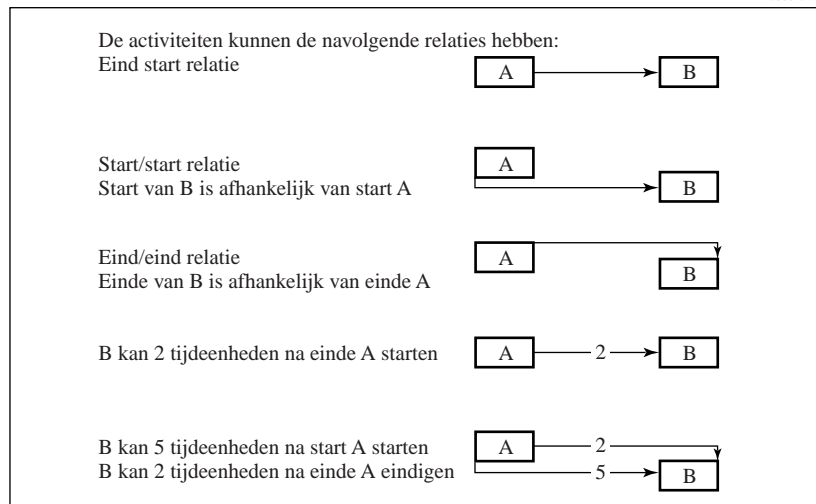 De activiteiten kunnen de navolgende relaties hebben:
Eind start relatie
A B
Start/start relatie
Start van B is afhankelijk van start A
A
B
Eind/eind relatie
Einde van B is afhankelijk van einde A
A
B
B kan 2 tijdeenheden na einde A starten
A 2 B
B kan 5 tijdeenheden na start A starten
B kan 2 tijdeenheden na einde A eindigen
A 2
5 B